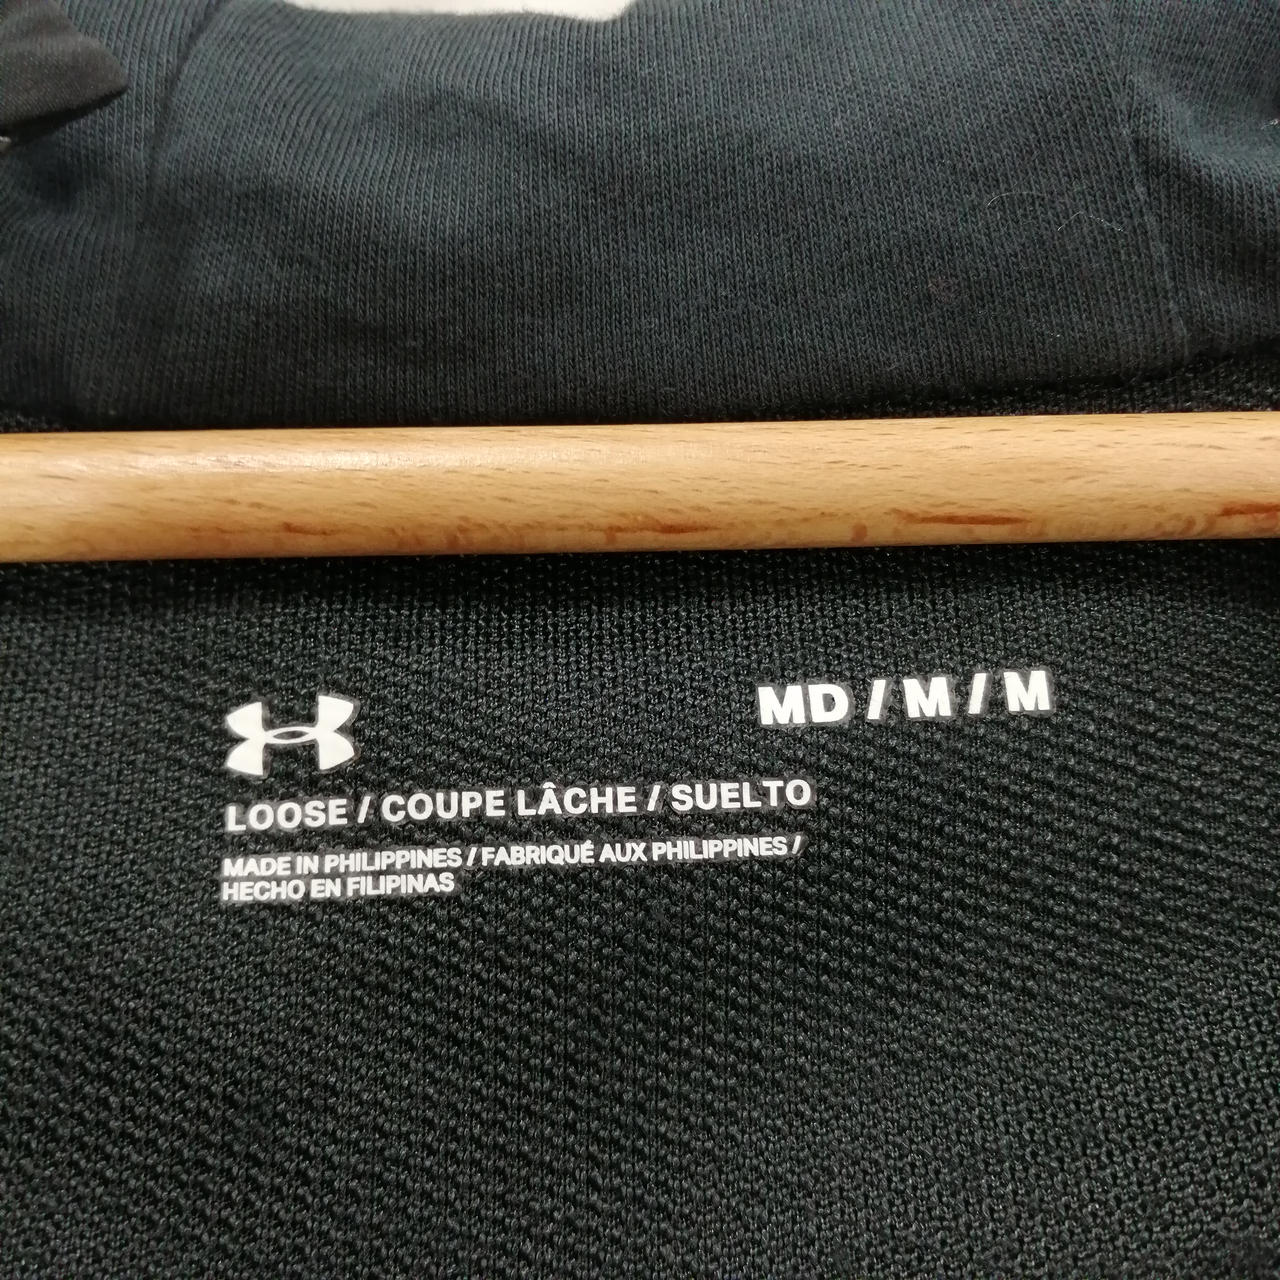 MD / M / M
LOOSE / COUPE LÂCHE / SUELTO
MADE IN PHILIPPINES / FABRIQUÉ AUX PHILIPPINES /
HECHO EN FILIPINAS